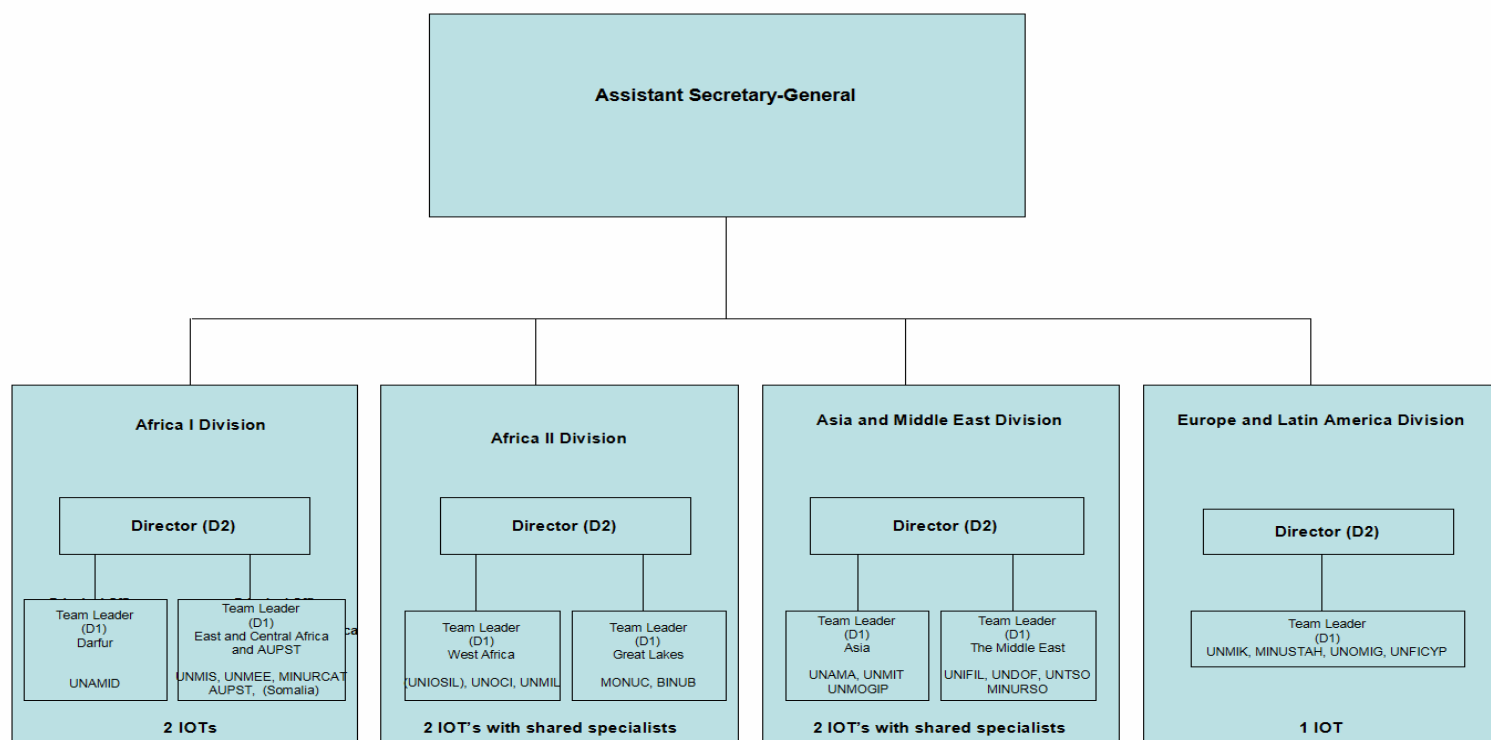 Assistant Secretary-General
Africa I Division
Director (D2)
Team Leader
(D1)
Darfur
UNAMID
Team Leader
(D1)
East and Central Africa
and AUPST
UNMIS, UNMEE, MINURCAT
AUPST,  (Somalia)
2 IOTs
Africa II Division
Director (D2)
Team Leader
(D1)
West Africa
(UNIOSIL), UNOCI, UNMIL
Team Leader
(D1)
Great Lakes
MONUC, BINUB
2 IOT’s with shared specialists
Asia and Middle East Division
Director (D2)
Team Leader
(D1)
Asia
UNAMA, UNMIT
UNMOGIP
Team Leader
(D1)
The Middle East
UNIFIL, UNDOF, UNTSO
MINURSO
2 IOT’s with shared specialists
Europe and Latin America Division
Director (D2)
Team Leader
(D1)
UNMIK, MINUSTAH, UNOMIG, UNFICYP
1 IOT